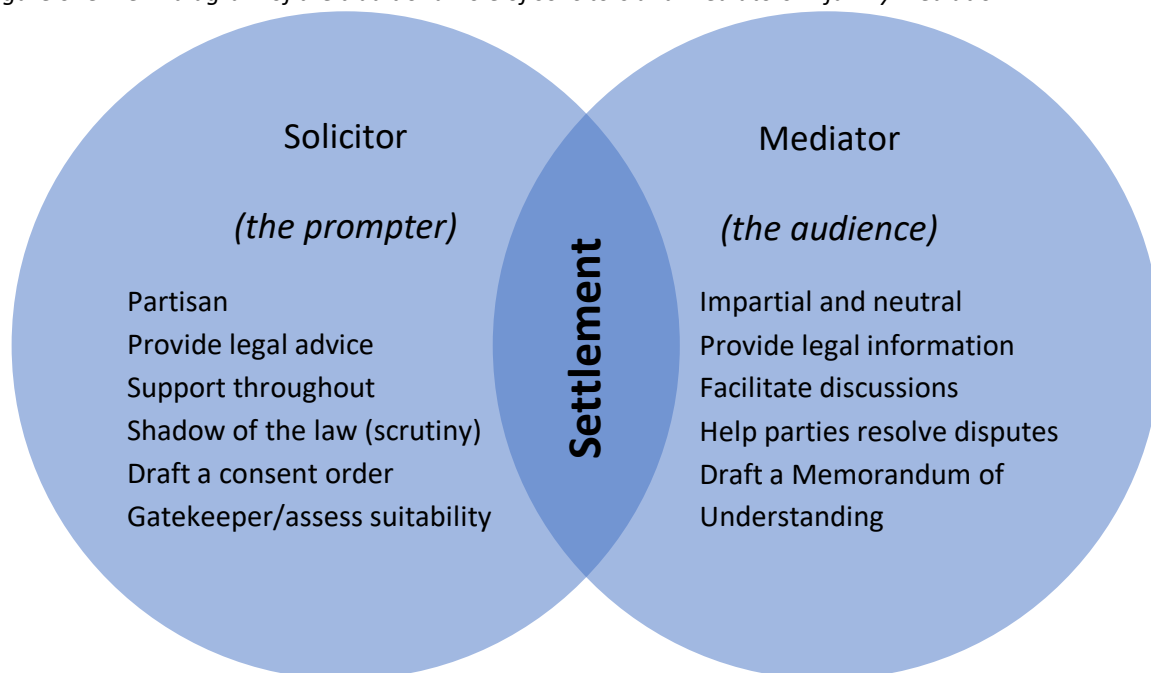 Solicitor
(the prompter)
Partisan
Provide legal advice
Support throughout
Shadow of the law (scrutiny)
Draft a consent order
Gatekeeper/assess suitability
Settlement
Mediator
(the audience)
Impartial and neutral
Provide legal information
Facilitate discussions
Help parties resolve disputes
Draft a Memorandum of
Understanding